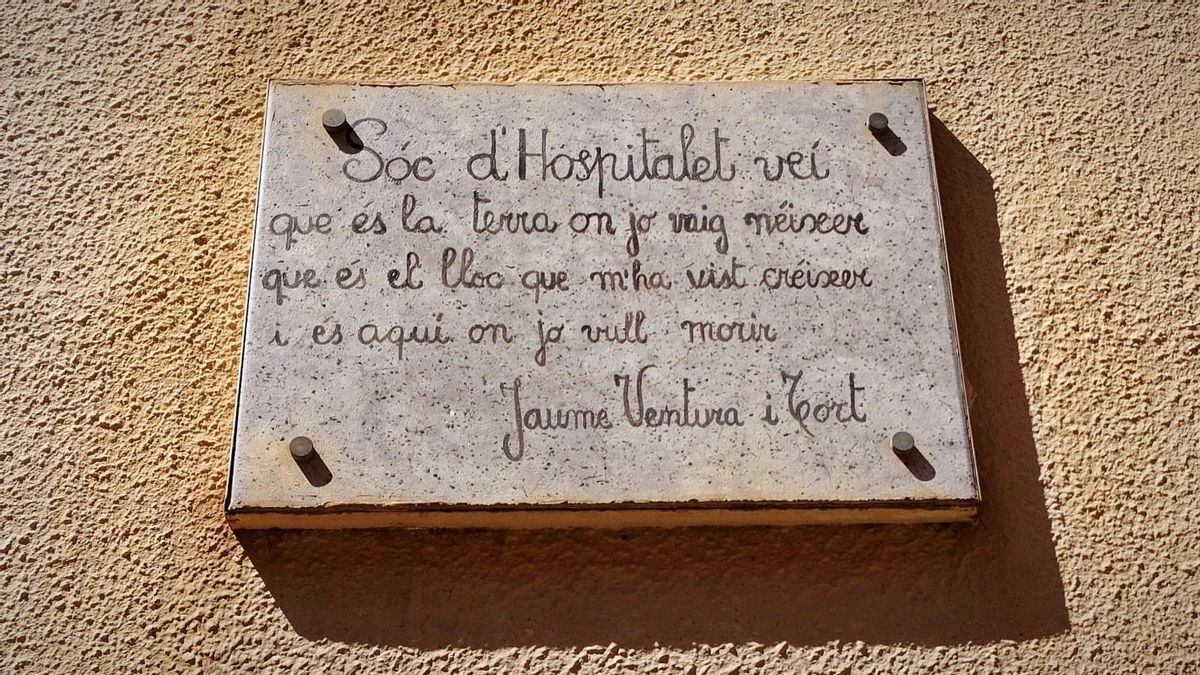 Sóc d'Hospitalet veí
que és la terra on jo vaig néixer
que és el lloc que m'ha vist créixer
i és aquí on jo vull morir
Jaume Ventura i Tort